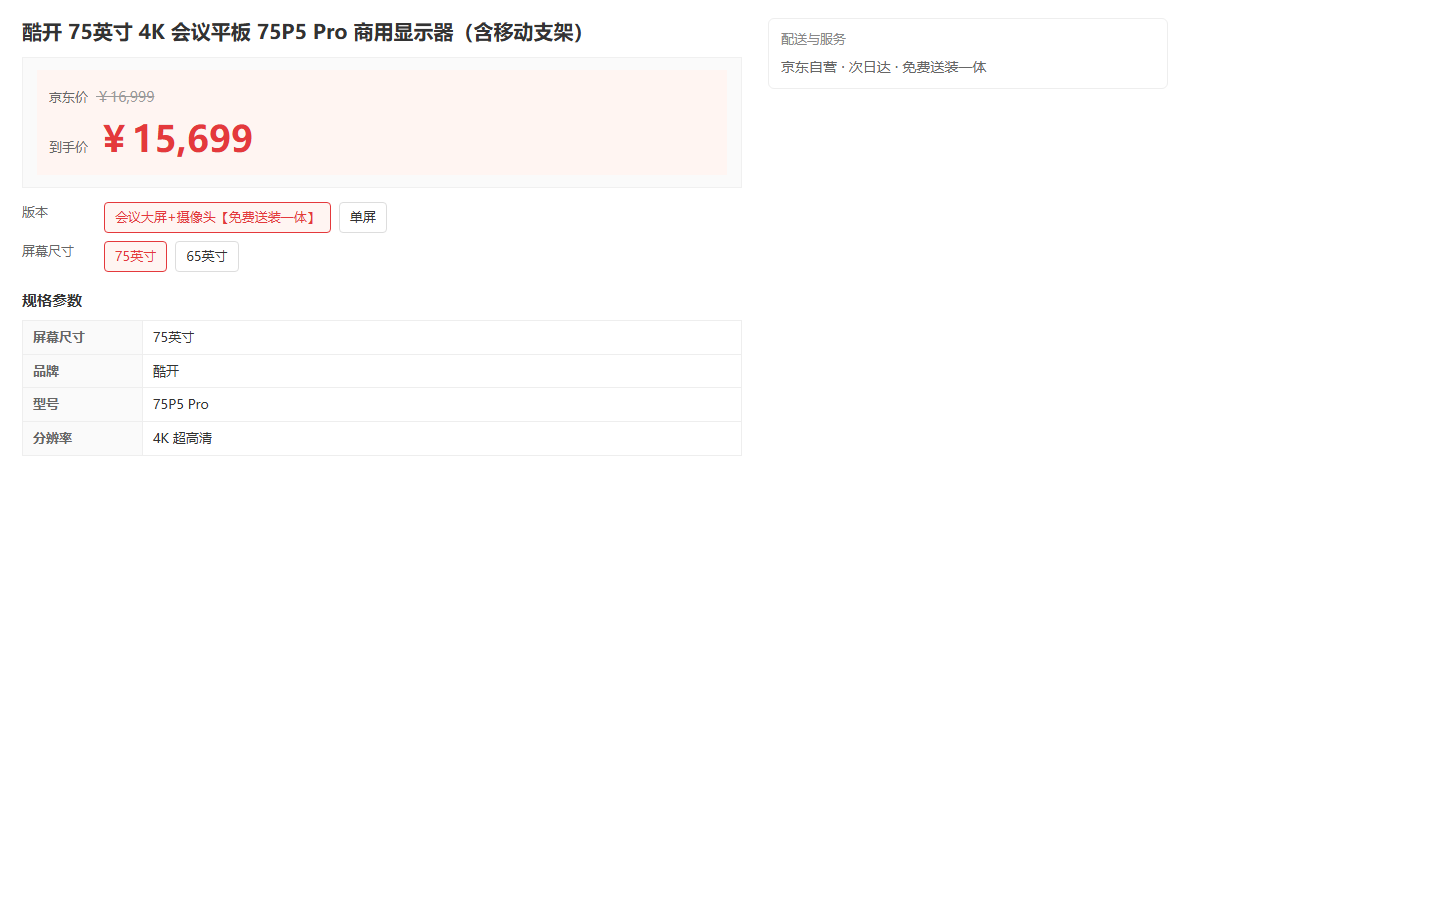 酷开 75英寸 4K 会议平板 75P5 Pro 商用显示器（含移动支架）
京东价 ￥16,999
到手价 ￥15,699
版本 会议大屏+摄像头【免费送装一体】 单屏
屏幕尺寸 75英寸 65英寸
规格参数
屏幕尺寸 75英寸
品牌 酷开
型号 75P5 Pro
分辨率 4K 超高清
配送与服务
京东自营 · 次日达 · 免费送装一体